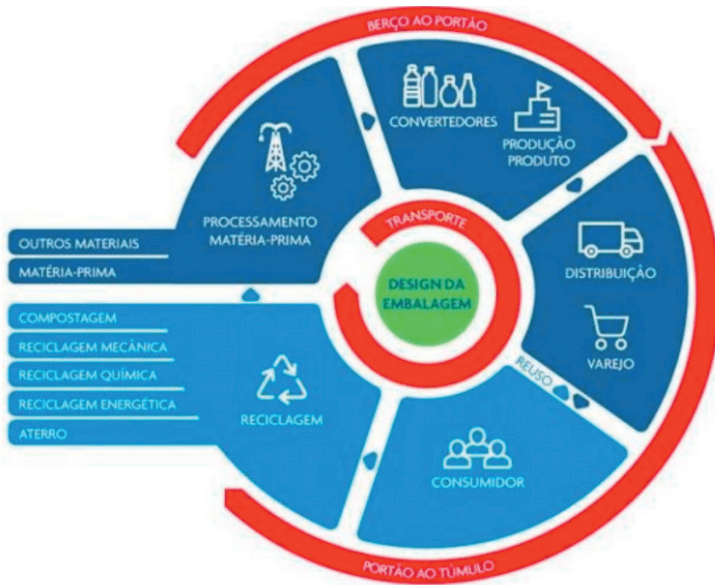 BERÇO AO PORTÃO
CONVERTEDORES
PRODUÇÃO
PRODUTO
PROCESSAMENTO
MATÉRIA-PRIMA
OUTROS MATERIAIS
MATÉRIA-PRIMA
TRANSPORTE
DESIGN DA
EMBALAGEM
DISTRIBUIÇÃO
VAREJO
REUSO
COMPOSTAGEM
RECICLAGEM MECÂNICA
RECICLAGEM QUÍMICA
RECICLAGEM ENERGÉTICA
ATERRO
RECICLAGEM
CONSUMIDOR
PORTÃO AO TÚMULO